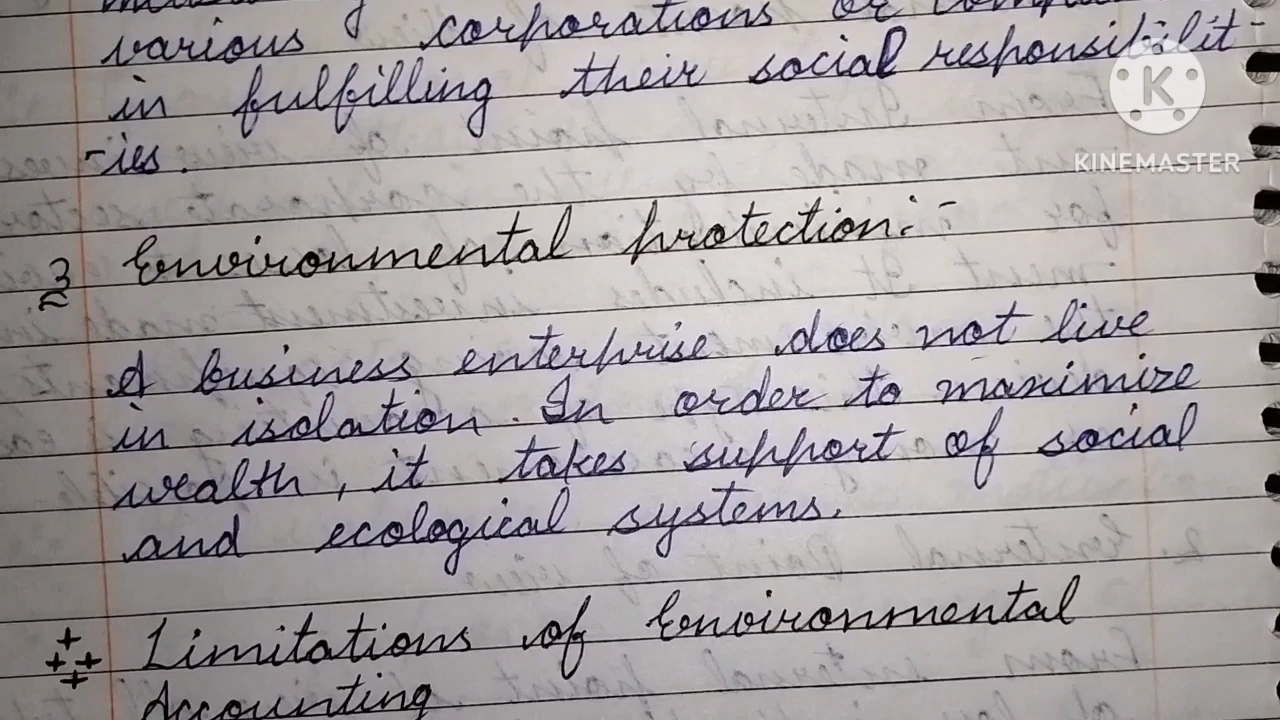 various corporations or
in fulfilling their social responsibilit-
-ies.
3 Environmental protection:-
A business enterprise does not live
in isolation. In order to maximize
wealth, it takes support of social
and ecological systems.
Limitations of Environmental
Accounting
K
KINEMASTER